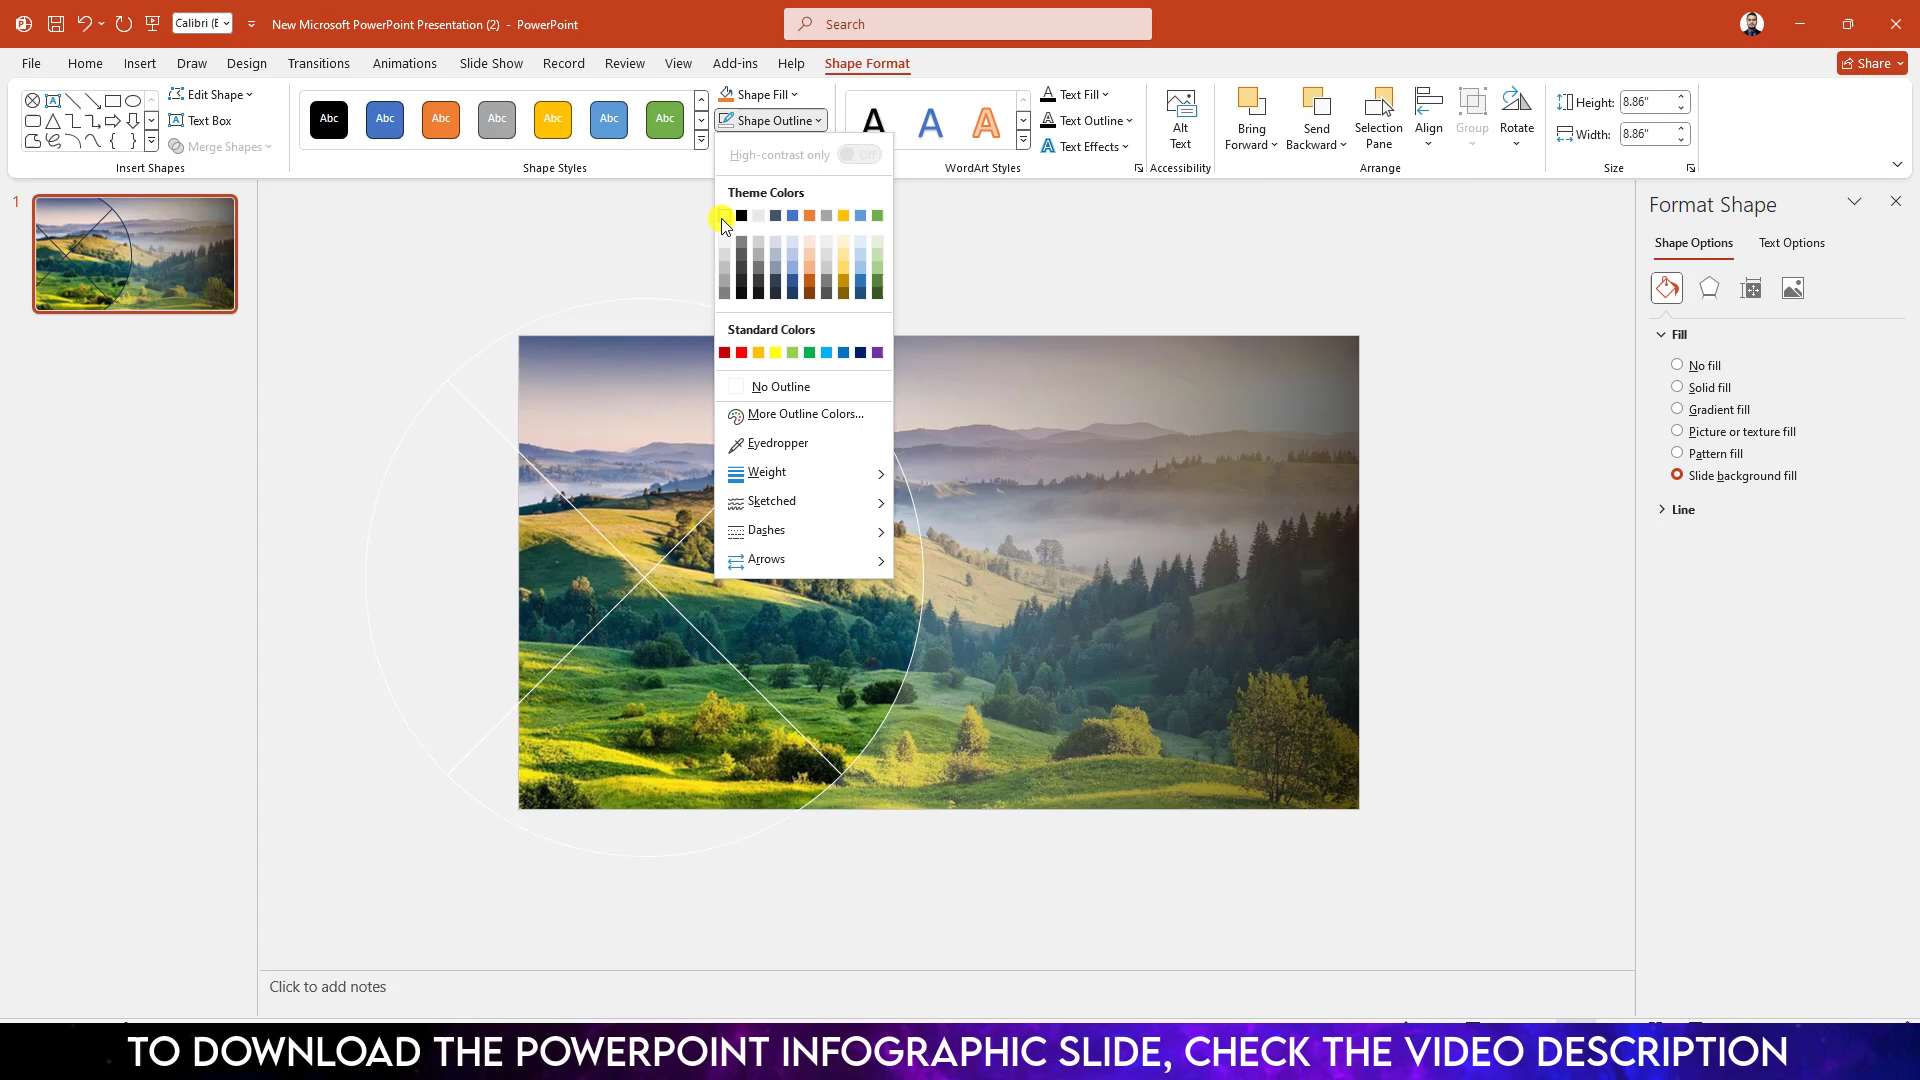 Calibri (E
New Microsoft PowerPoint Presentation (2) - PowerPoint
Search
File Home Insert Draw Design Transitions Animations Slide Show Record Review View Add-ins Help Shape Format
Share
Edit Shape
Text Box
Merge Shapes
Insert Shapes
Abc Abc Abc Abc Abc Abc Abc
Shape Styles
Shape Fill
Shape Outline
A A A
WordArt Styles
Text Fill
Text Outline
Text Effects
Alt Text
Accessibility
Bring Forward
Send Backward
Selection Pane
Align
Group
Rotate
Arrange
Height: 8.86"
Width: 8.86"
Size
High-contrast only Off
Theme Colors
Standard Colors
No Outline
More Outline Colors...
Eyedropper
Weight
Sketched
Dashes
Arrows
1
Format Shape
Shape Options Text Options
Fill
No fill
Solid fill
Gradient fill
Picture or texture fill
Pattern fill
Slide background fill
Line
Click to add notes
TO DOWNLOAD THE POWERPOINT INFOGRAPHIC SLIDE, CHECK THE VIDEO DESCRIPTION